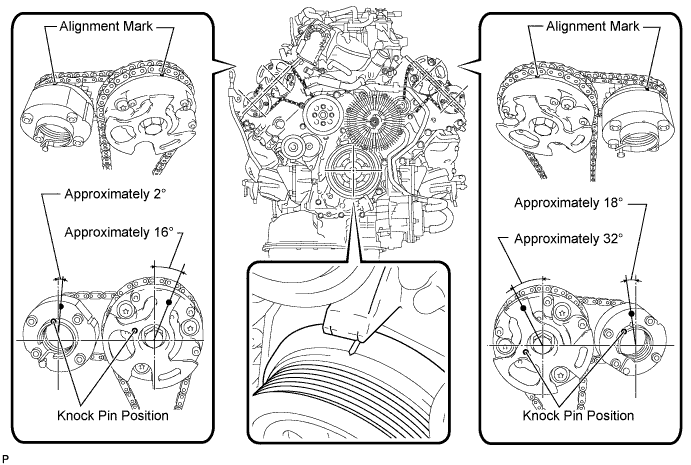 Alignment Mark
Alignment Mark
Approximately 2°
Approximately 16°
Approximately 18°
Approximately 32°
Knock Pin Position
Knock Pin Position
P